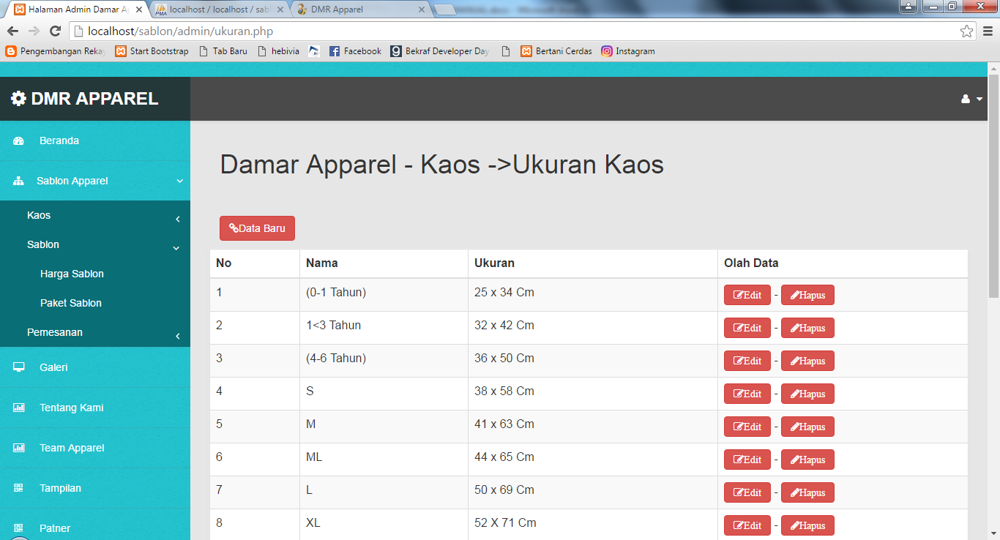 Halaman Admin Damar Ap
localhost / localhost / sabl
DMR Apparel
localhost/sablon/admin/ukuran.php
Pengembangan Reka
Start Bootstrap
Tab Baru
hebivia
Facebook
Bekraf Developer Day
Bertani Cerdas
Instagram
DMR APPAREL
Beranda
Sablon Apparel
Kaos
Sablon
Harga Sablon
Paket Sablon
Pemesanan
Galeri
Tentang Kami
Team Apparel
Tampilan
Patner
Damar Apparel - Kaos ->Ukuran Kaos
Data Baru
No Nama Ukuran Olah Data
1 (0-1 Tahun) 25 x 34 Cm Edit - Hapus
2 1<3 Tahun 32 x 42 Cm Edit - Hapus
3 (4-6 Tahun) 36 x 50 Cm Edit - Hapus
4 S 38 x 58 Cm Edit - Hapus
5 M 41 x 63 Cm Edit - Hapus
6 ML 44 x 65 Cm Edit - Hapus
7 L 50 x 69 Cm Edit - Hapus
8 XL 52 X 71 Cm Edit - Hapus